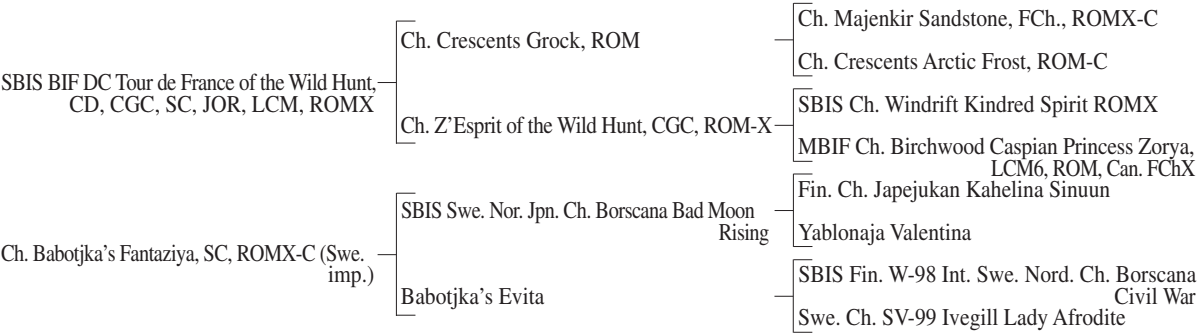 Ch. Majenkir Sandstone, FCh., ROMX-C
Ch. Crescents Grock, ROM
Ch. Crescents Arctic Frost, ROM-C
SBIS BIF DC Tour de France of the Wild Hunt,
CD, CGC, SC, JOR, LCM, ROMX
SBIS Ch. Windrift Kindred Spirit ROMX
Ch. Z'Esprit of the Wild Hunt, CGC, ROM-X
MBIF Ch. Birchwood Caspian Princess Zorya,
LCM6, ROM, Can. FChX
Fin. Ch. Japejukan Kahelina Sinuun
SBIS Swe. Nor. Jpn. Ch. Borscana Bad Moon
Rising
Yablonaja Valentina
Ch. Babotjka's Fantaziya, SC, ROMX-C (Swe.
imp.)
SBIS Fin. W-98 Int. Swe. Nord. Ch. Borscana
Civil War
Babotjka's Evita
Swe. Ch. SV-99 Ivegill Lady Afrodite